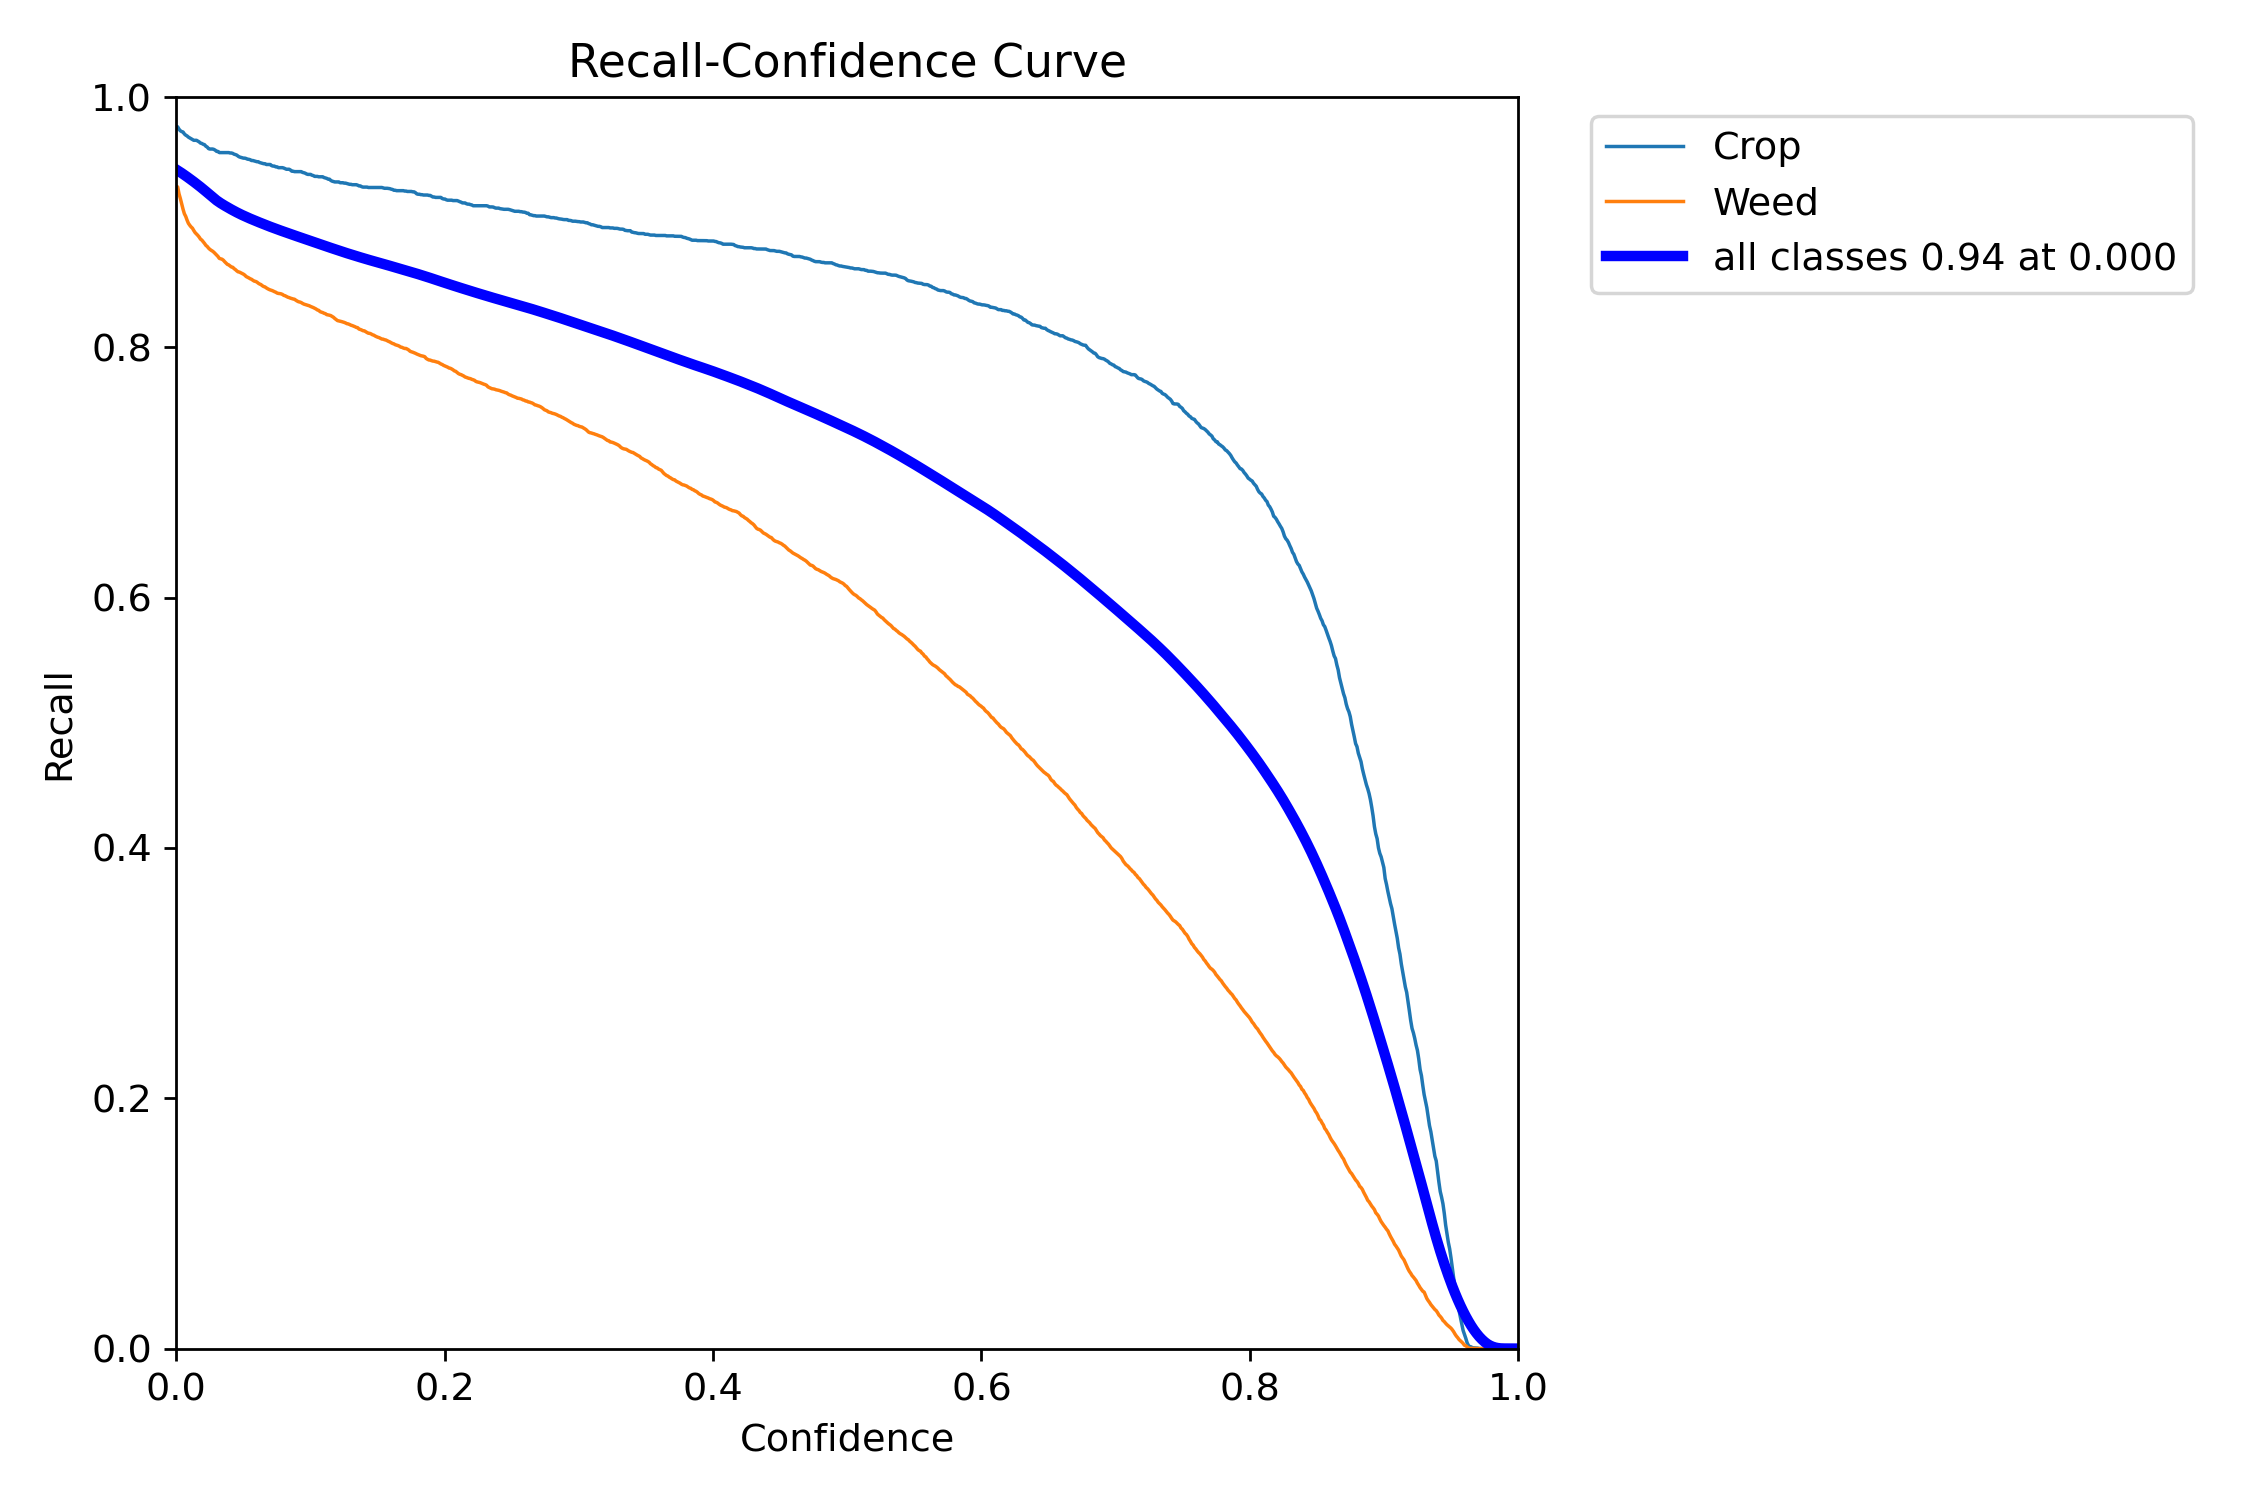 Recall-Confidence Curve
1.0
0.8
0.6
0.4
0.2
0.0
Recall
0.0 0.2 0.4 0.6 0.8 1.0
Confidence
Crop
Weed
all classes 0.94 at 0.000